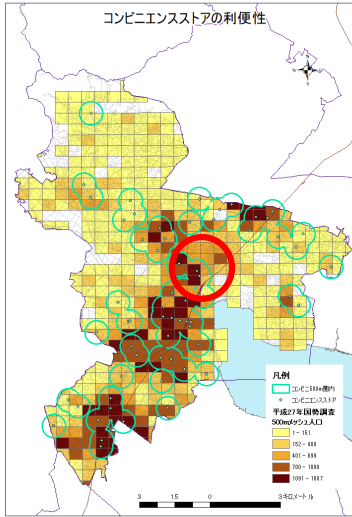 コンビニエンスストアの利便性
凡例
コンビニ500m圏内
コンビニエンスストア
平成27年国勢調査
500mメッシュ人口
1 - 151
152 - 400
401 - 699
700 - 1090
1091 - 1807
3 1.5 0 3 キロメートル